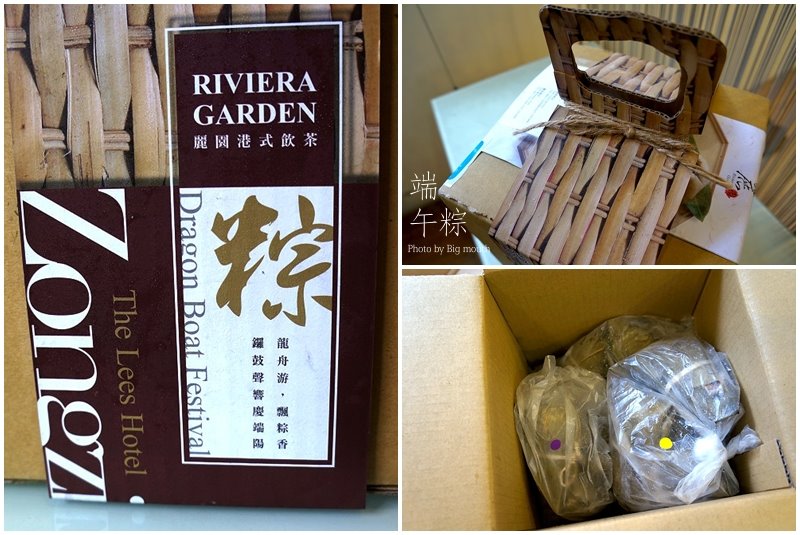 RIVIERA
GARDEN
麗園港式飲茶
粽
Dragon Boat Festival
龍舟游，飄粽香
鑼鼓聲響慶端陽
Zongz
The Lees Hotel
端
午粽
Photo by Big mouth